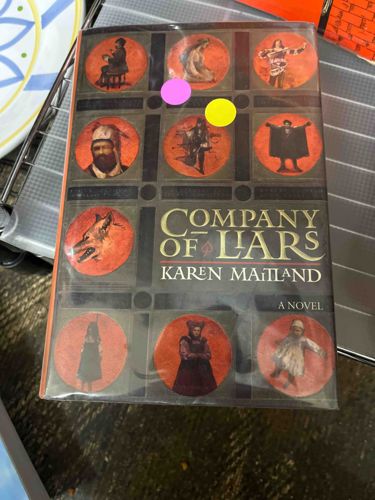 COMPANY
OF LIARS
KAREN MAITLAND
A NOVEL